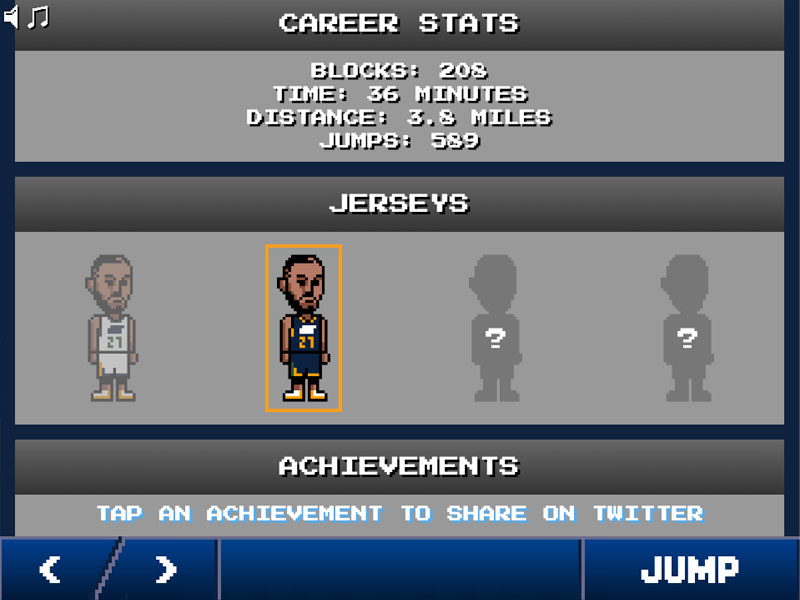 CAREER STATS
BLOCKS: 208
TIME: 36 MINUTES
DISTANCE: 3.8 MILES
JUMPS: 589
JERSEYS
27 27 ? ?
ACHIEVEMENTS
TAP AN ACHIEVEMENT TO SHARE ON TWITTER
< / > JUMP